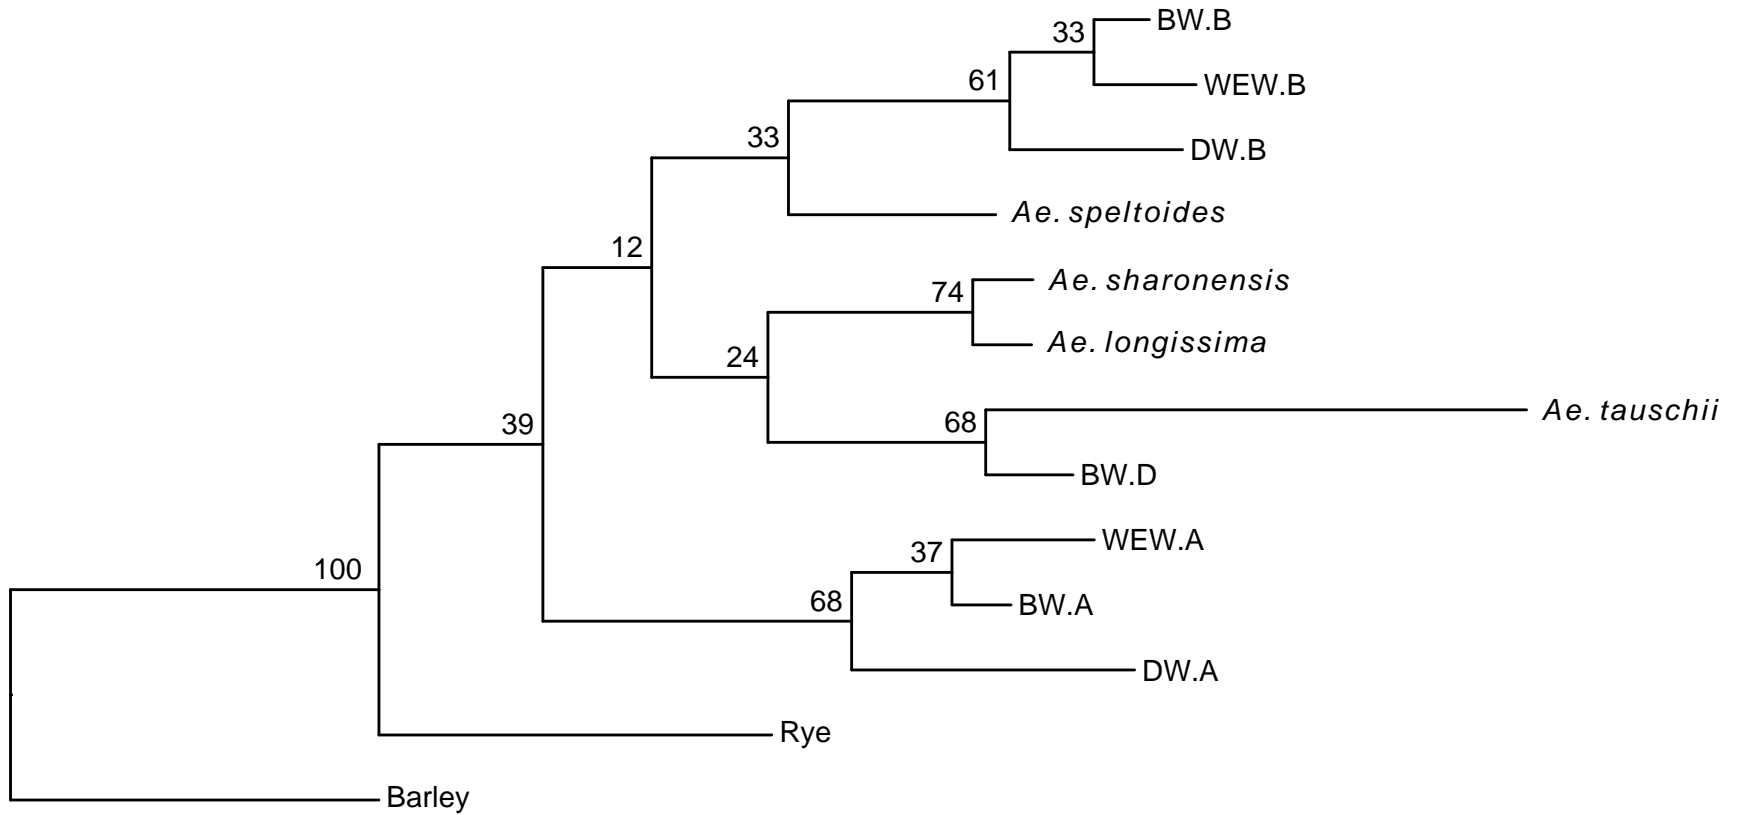 BW.B
33
WEW.B
61
DW.B
33
Ae. speltoides
12
Ae. sharonensis
74
Ae. longissima
24
Ae. tauschii
68
39
BW.D
WEW.A
37
100
68
BW.A
DW.A
Rye
Barley